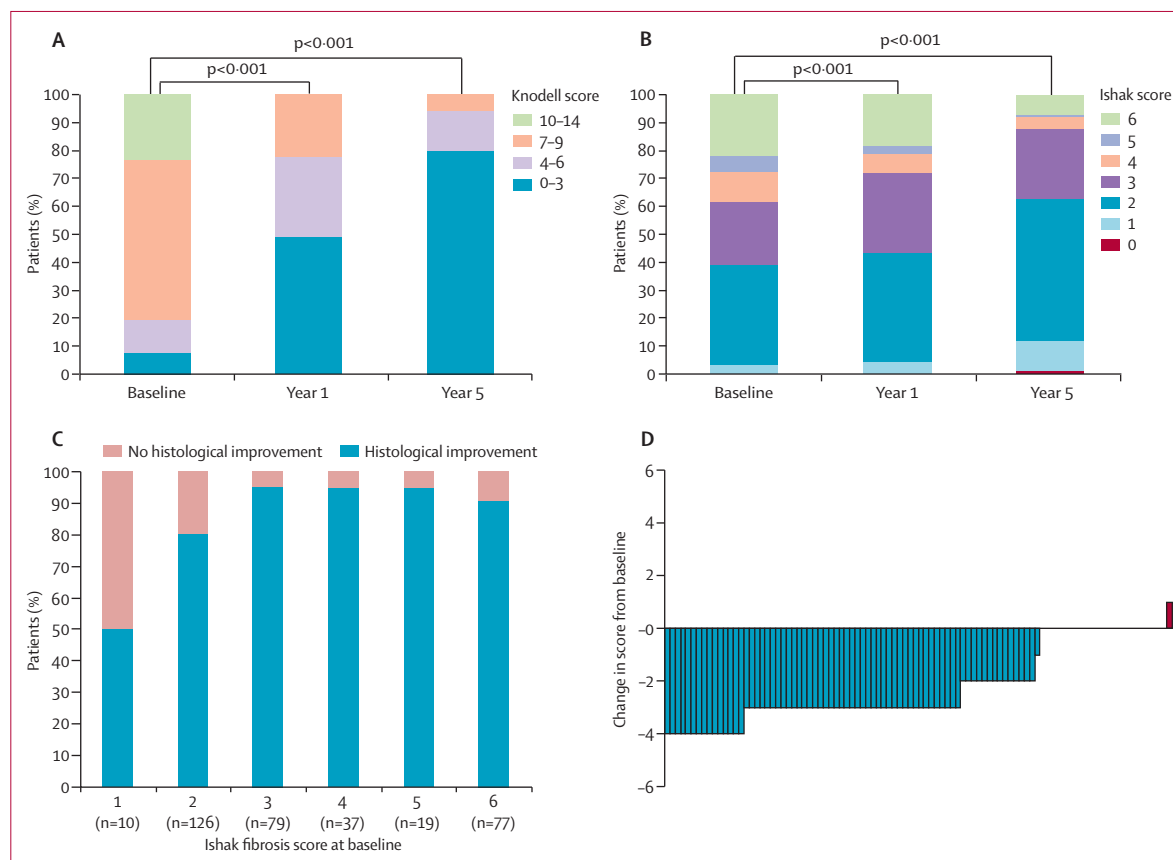 A
p<0·001
p<0·001
Knodell score
10–14
7–9
4–6
0–3
Patients (%)
100
90
80
70
60
50
40
30
20
10
0
Baseline Year 1 Year 5
B
p<0·001
p<0·001
Ishak score
6
5
4
3
2
1
0
Patients (%)
100
90
80
70
60
50
40
30
20
10
0
Baseline Year 1 Year 5
C
No histological improvement Histological improvement
Patients (%)
100
90
80
70
60
50
40
30
20
10
0
1 2 3 4 5 6
(n=10) (n=126) (n=79) (n=37) (n=19) (n=77)
Ishak fibrosis score at baseline
D
Change in score from baseline
6
4
2
–0
–2
–4
–6